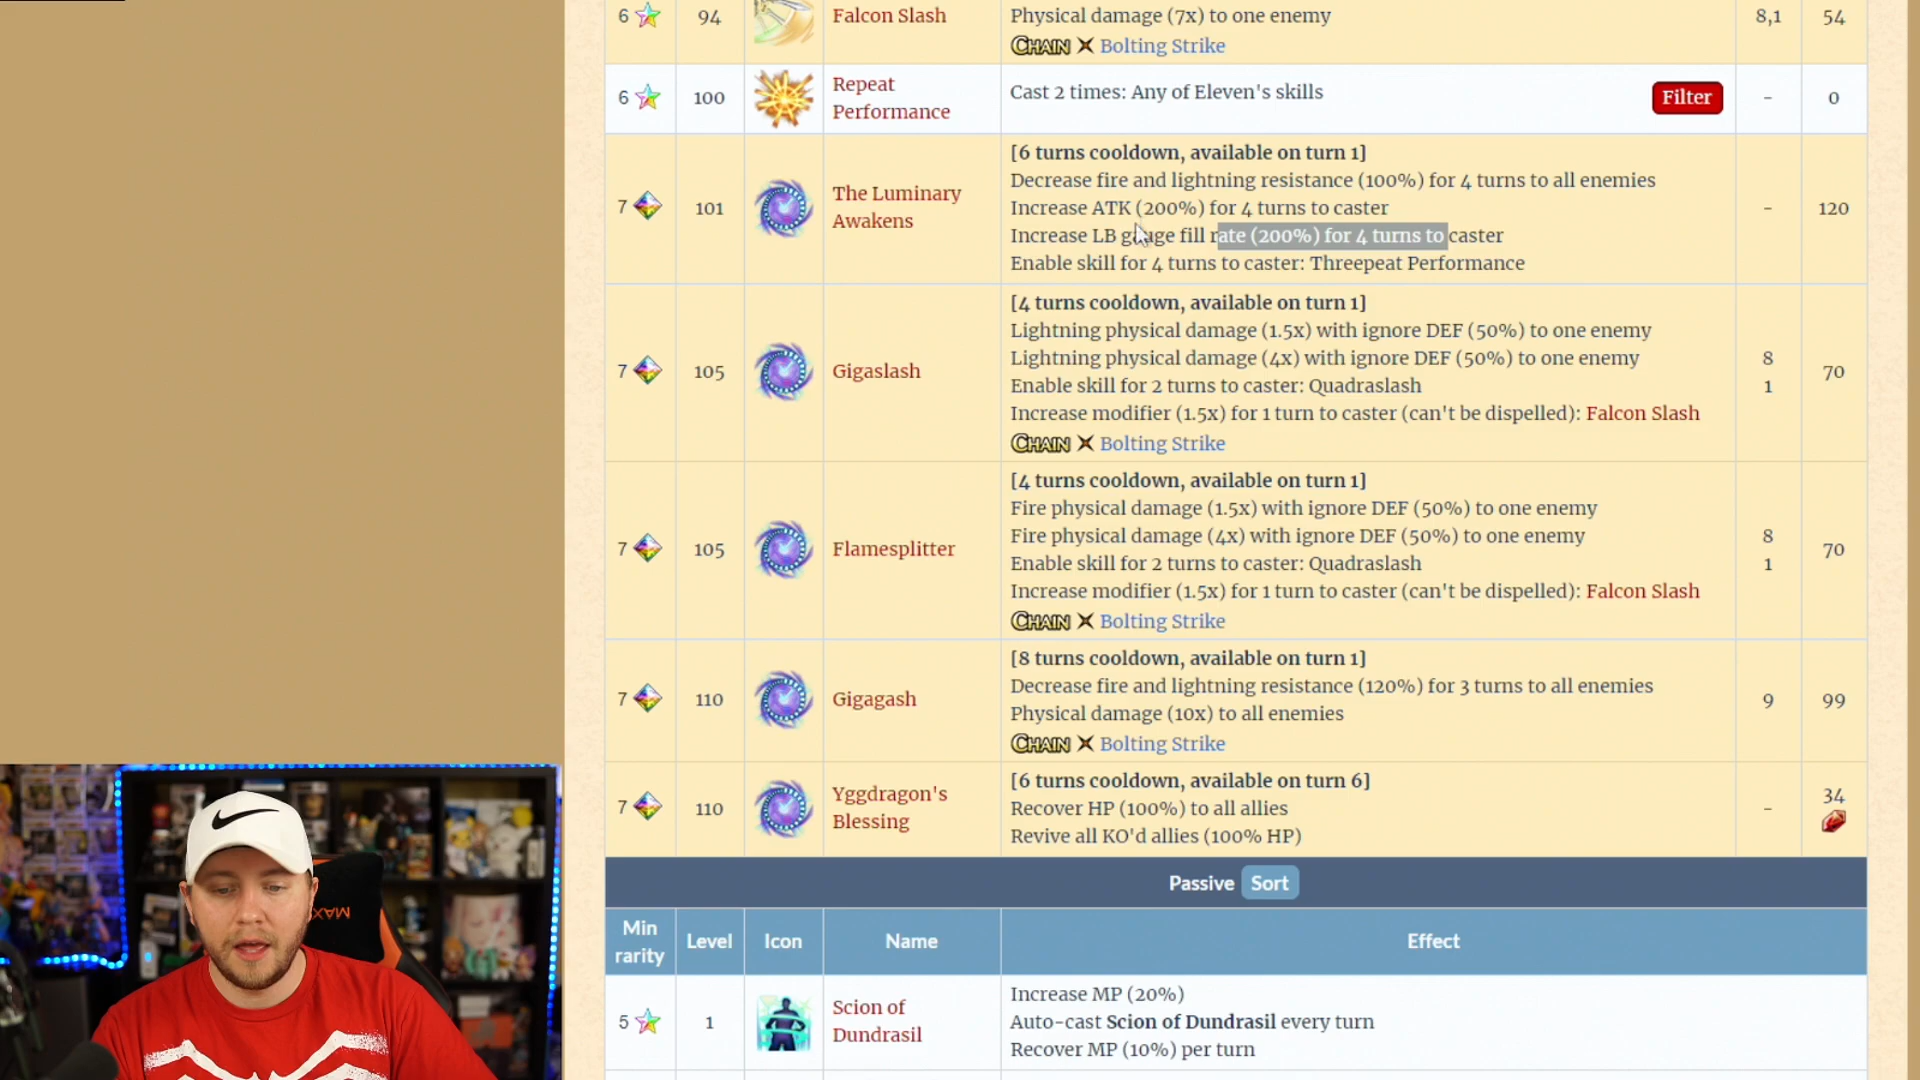 6 94 Falcon Slash Physical damage (7x) to one enemy 8,1 54
CHAIN Bolting Strike
6 100 Repeat Performance Cast 2 times: Any of Eleven's skills Filter - 0
7 101 The Luminary Awakens [6 turns cooldown, available on turn 1] - 120
Decrease fire and lightning resistance (100%) for 4 turns to all enemies
Increase ATK (200%) for 4 turns to caster
Increase LB gauge fill rate (200%) for 4 turns to caster
Enable skill for 4 turns to caster: Threepeat Performance
7 105 Gigaslash [4 turns cooldown, available on turn 1]
Lightning physical damage (1.5x) with ignore DEF (50%) to one enemy
Lightning physical damage (4x) with ignore DEF (50%) to one enemy 8
Enable skill for 2 turns to caster: Quadraslash 1 70
Increase modifier (1.5x) for 1 turn to caster (can't be dispelled): Falcon Slash
CHAIN Bolting Strike
7 105 Flamesplitter [4 turns cooldown, available on turn 1]
Fire physical damage (1.5x) with ignore DEF (50%) to one enemy
Fire physical damage (4x) with ignore DEF (50%) to one enemy 8
Enable skill for 2 turns to caster: Quadraslash 1 70
Increase modifier (1.5x) for 1 turn to caster (can't be dispelled): Falcon Slash
CHAIN Bolting Strike
7 110 Gigagash [8 turns cooldown, available on turn 1] 9 99
Decrease fire and lightning resistance (120%) for 3 turns to all enemies
Physical damage (10x) to all enemies
CHAIN Bolting Strike
7 110 Yggdragon's Blessing [6 turns cooldown, available on turn 6] - 34
Recover HP (100%) to all allies
Revive all KO'd allies (100% HP)
Passive Sort
Min rarity Level Icon Name Effect
5 1 Scion of Dundrasil Increase MP (20%)
Auto-cast Scion of Dundrasil every turn
Recover MP (10%) per turn
MAX